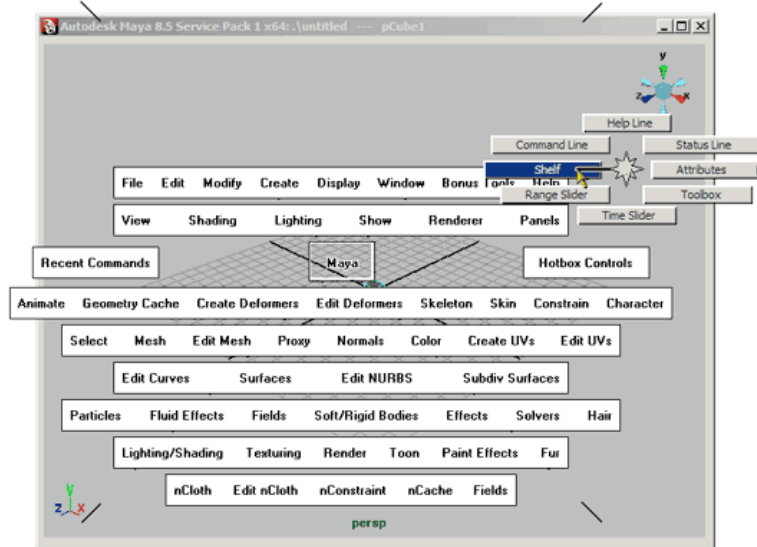 Autodesk Maya 8.5 Service Pack 1 x64: .\untitled --- pCube1
y
z x
Help Line
Command Line Status Line
Shelf Attributes
Range Slider Toolbox
Time Slider
File Edit Modify Create Display Window Bonus Tools Help
View Shading Lighting Show Renderer Panels
Recent Commands Maya Hotbox Controls
Animate Geometry Cache Create Deformers Edit Deformers Skeleton Skin Constrain Character
Select Mesh Edit Mesh Proxy Normals Color Create UVs Edit UVs
Edit Curves Surfaces Edit NURBS Subdiv Surfaces
Particles Fluid Effects Fields Soft/Rigid Bodies Effects Solvers Hair
Lighting/Shading Texturing Render Toon Paint Effects Fur
nCloth Edit nCloth nConstraint nCache Fields
y
z x
persp